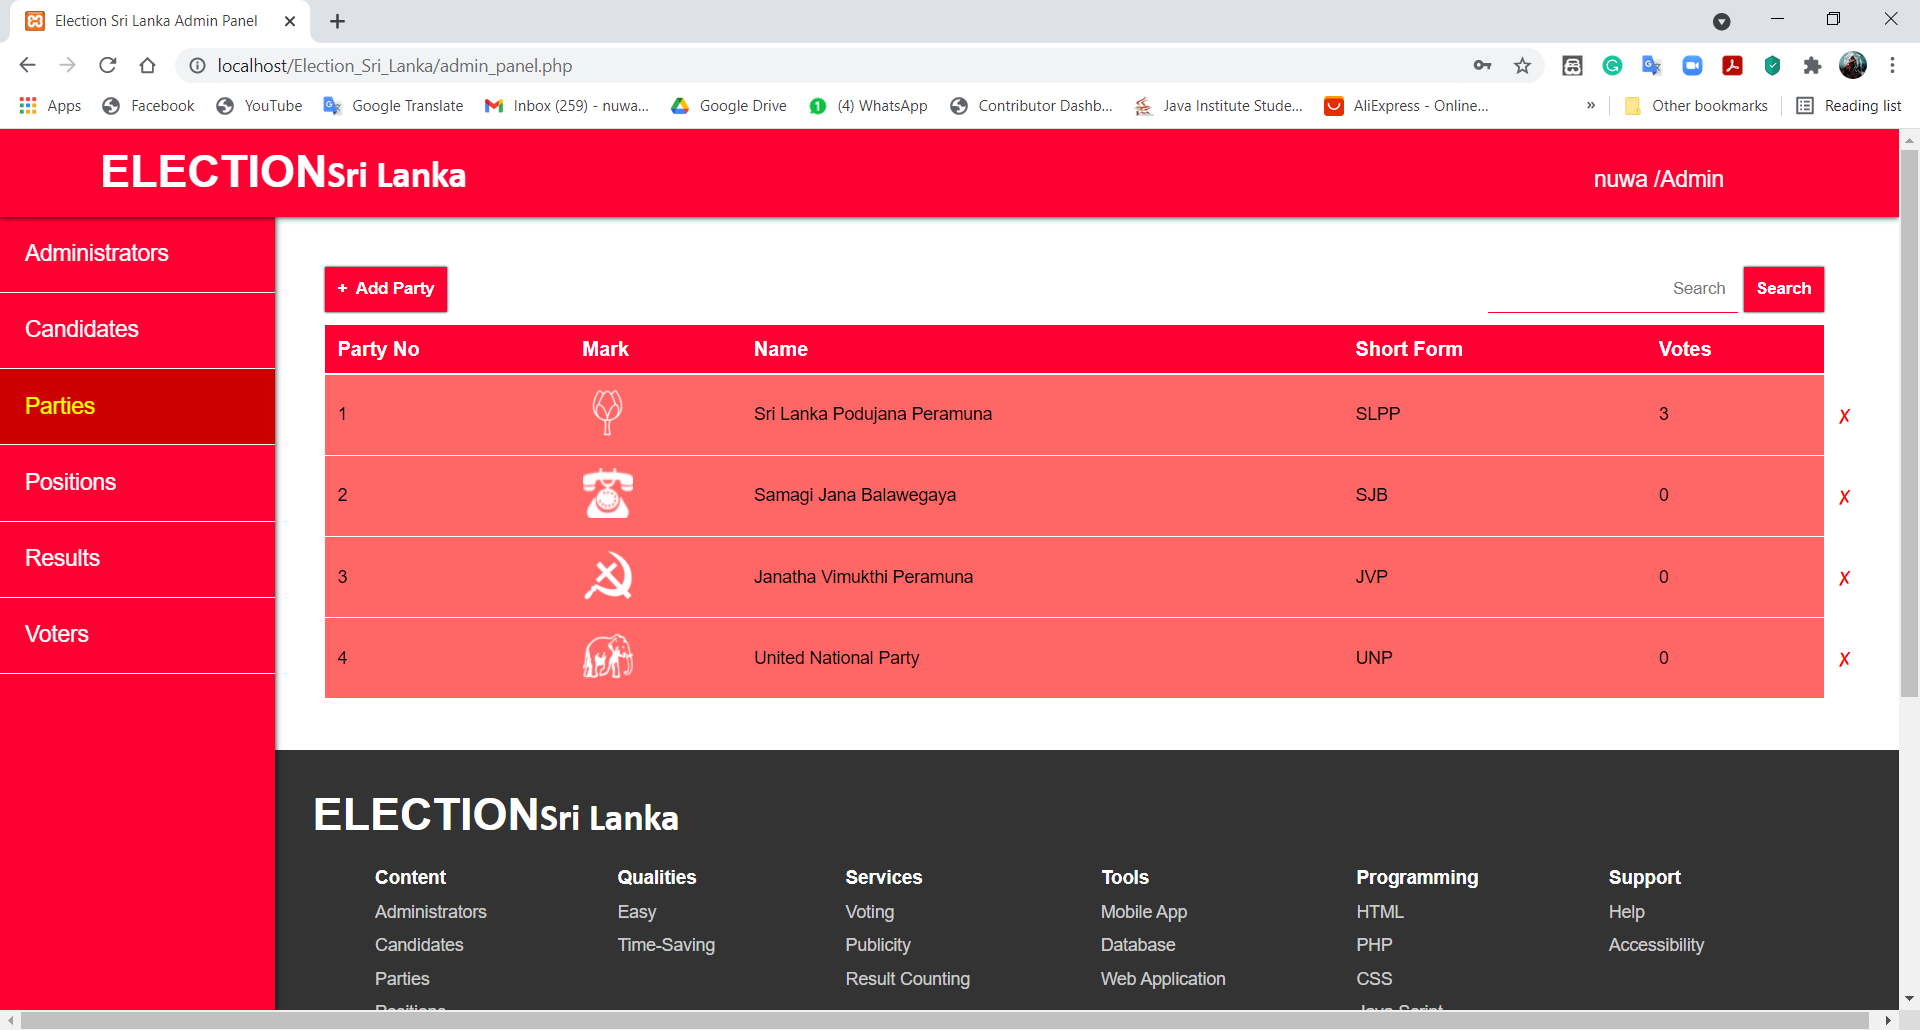 Election Sri Lanka Admin Panel
localhost/Election_Sri_Lanka/admin_panel.php
Apps Facebook YouTube Google Translate Inbox (259) - nuwa... Google Drive (4) WhatsApp Contributor Dashb... Java Institute Stude... AliExpress - Online... » Other bookmarks Reading list
ELECTIONSri Lanka
nuwa /Admin
Administrators
Candidates
Parties
Positions
Results
Voters
+ Add Party
Search Search
Party No Mark Name Short Form Votes
1 Sri Lanka Podujana Peramuna SLPP 3 ✗
2 Samagi Jana Balawegaya SJB 0 ✗
3 Janatha Vimukthi Peramuna JVP 0 ✗
4 United National Party UNP 0 ✗
ELECTIONSri Lanka
Content Qualities Services Tools Programming Support
Administrators Easy Voting Mobile App HTML Help
Candidates Time-Saving Publicity Database PHP Accessibility
Parties Result Counting Web Application CSS
Positions Java Script